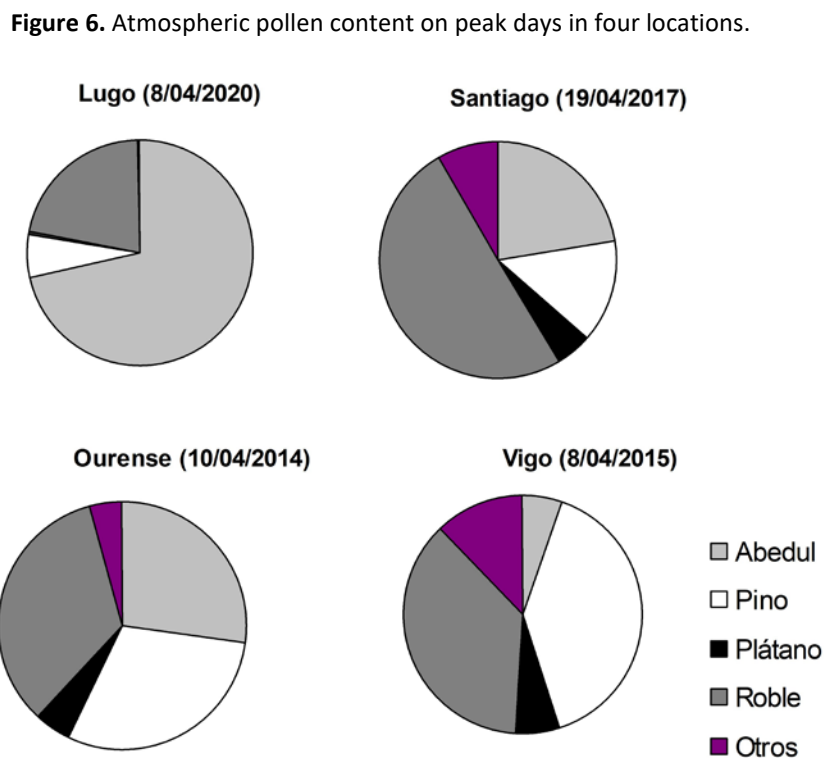 Figure 6. Atmospheric pollen content on peak days in four locations.
Lugo (8/04/2020)
Santiago (19/04/2017)
Ourense (10/04/2014)
Vigo (8/04/2015)
Abedul
Pino
Plátano
Roble
Otros